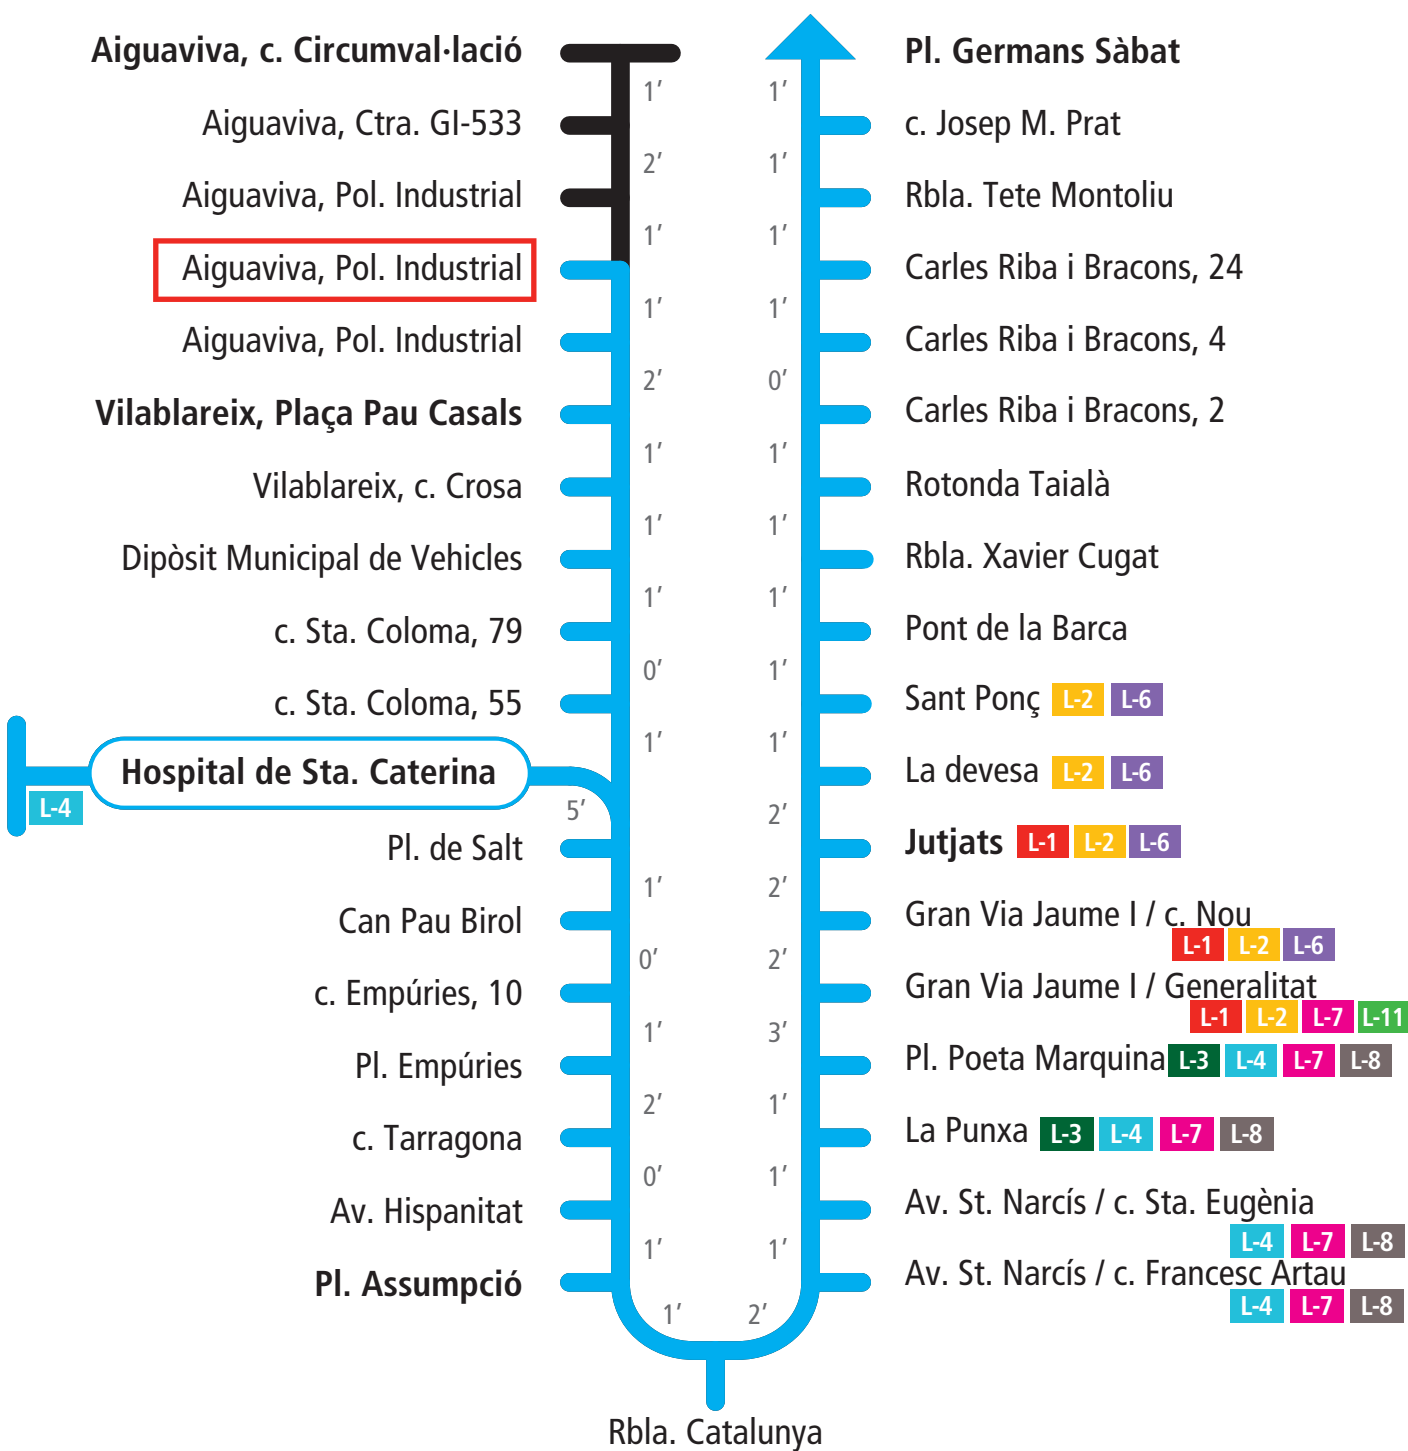 Aiguaviva, c. Circumval·lació
1′
Aiguaviva, Ctra. GI-533
2′
Aiguaviva, Pol. Industrial
1′
Aiguaviva, Pol. Industrial
1′
Aiguaviva, Pol. Industrial
2′
Vilablareix, Plaça Pau Casals
1′
Vilablareix, c. Crosa
1′
Dipòsit Municipal de Vehicles
1′
c. Sta. Coloma, 79
0′
c. Sta. Coloma, 55
1′
Hospital de Sta. Caterina
L-4
5′
Pl. de Salt
1′
Can Pau Birol
0′
c. Empúries, 10
1′
Pl. Empúries
2′
c. Tarragona
0′
Av. Hispanitat
1′
Pl. Assumpció
1′
Rbla. Catalunya
2′
Pl. Germans Sàbat
1′
c. Josep M. Prat
1′
Rbla. Tete Montoliu
1′
Carles Riba i Bracons, 24
1′
Carles Riba i Bracons, 4
0′
Carles Riba i Bracons, 2
1′
Rotonda Taialà
1′
Rbla. Xavier Cugat
1′
Pont de la Barca
1′
Sant Ponç L-2 L-6
1′
La devesa L-2 L-6
2′
Jutjats L-1 L-2 L-6
2′
Gran Via Jaume I / c. Nou
L-1 L-2 L-6
2′
Gran Via Jaume I / Generalitat
L-1 L-2 L-7 L-11
3′
Pl. Poeta Marquina L-3 L-4 L-7 L-8
1′
La Punxa L-3 L-4 L-7 L-8
1′
Av. St. Narcís / c. Sta. Eugènia
L-4 L-7 L-8
1′
Av. St. Narcís / c. Francesc Artau
L-4 L-7 L-8